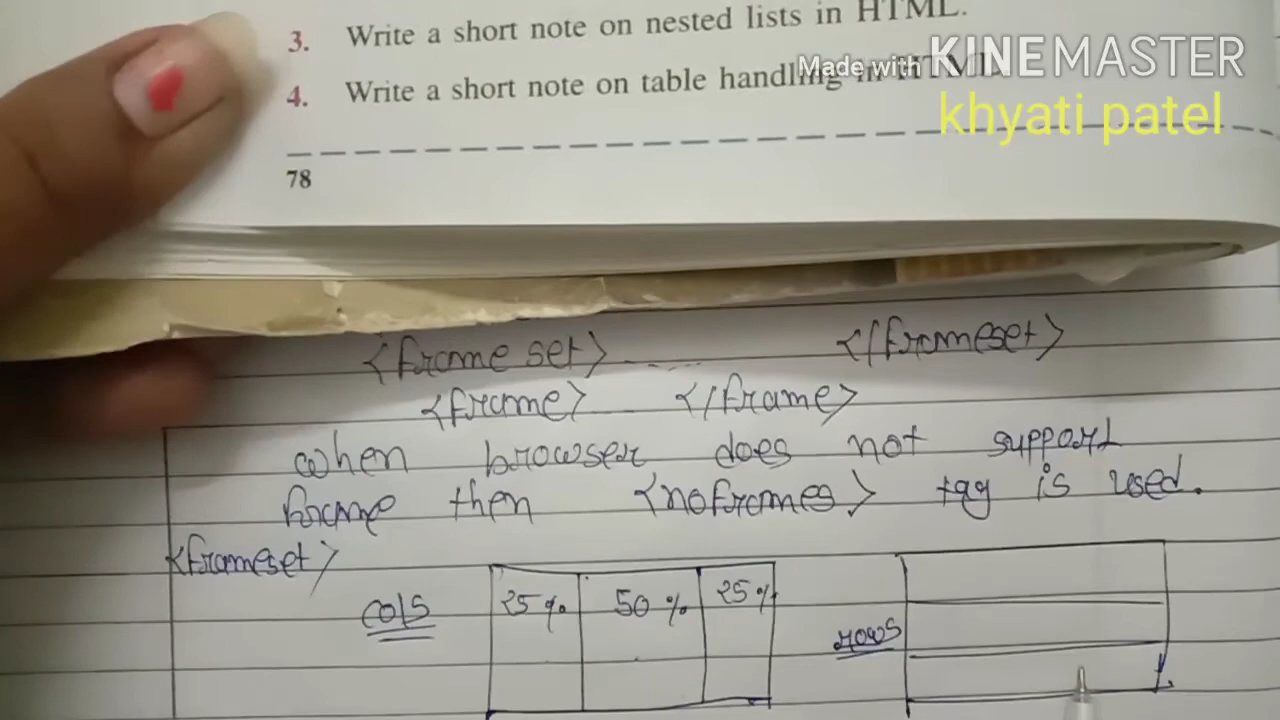 3. Write a short note on nested lists in HTML.
4. Write a short note on table handling in HTML.
Made with KINEMASTER
khyati patel
78
<frame set> </frameset>
<frame> </frame>
when browser does not support
frame then <noframes> tag is used.
<frameset>
cols 25% 50% 25%
rows